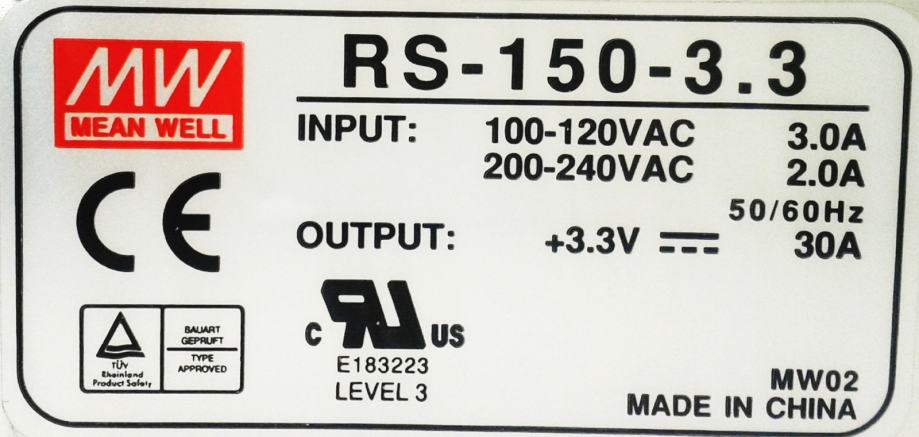 MW
MEAN WELL
RS-150-3.3
INPUT: 100-120VAC 3.0A
200-240VAC 2.0A
50/60Hz
OUTPUT: +3.3V 30A
CE
TÜV
Rheinland
Product Safety
BAUART
GEPRUFT
TYPE
APPROVED
C RU US
E183223
LEVEL 3
MW02
MADE IN CHINA